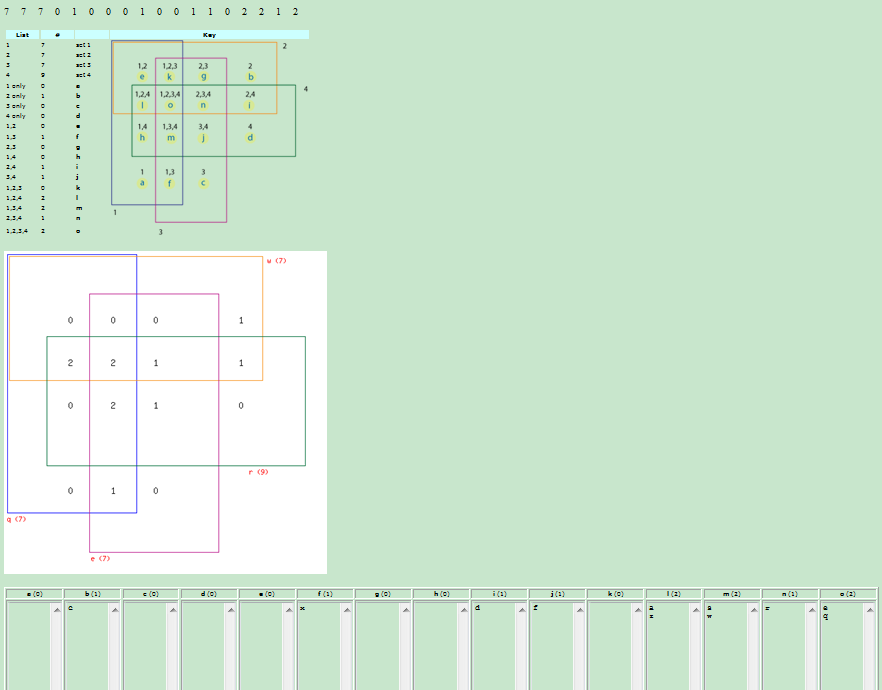 7 7 7 0 1 0 0 0 0 1 0 0 1 1 0 2 2 1 2
List # Key
1 7 set 1
2 7 set 2
3 7 set 3
4 9 set 4
1 only 0 a
2 only 1 b
3 only 0 c
4 only 0 d
1,2 0 e
1,3 1 f
2,3 0 g
1,4 0 h
2,4 1 i
3,4 1 j
1,2,3 0 k
1,2,4 2 l
1,3,4 2 m
2,3,4 1 n
1,2,3,4 2 o
2
1,2 1,2,3 2,3 2
e k g b
4
1,2,4 1,2,3,4 2,3,4 2,4
l o n i
1,4 1,3,4 3,4 4
h m j d
1 1,3 3
a f c
1
3
w (7)
0 0 0 1
2 2 1 1
0 2 1 0
r (9)
0 1 0
q (7)
e (7)
a (0) b (1) c (0) d (0) e (0) f (1) g (0) h (0) i (1) j (1) k (0) l (2) m (2) n (1) o (2)
c x d f a s r e
w q